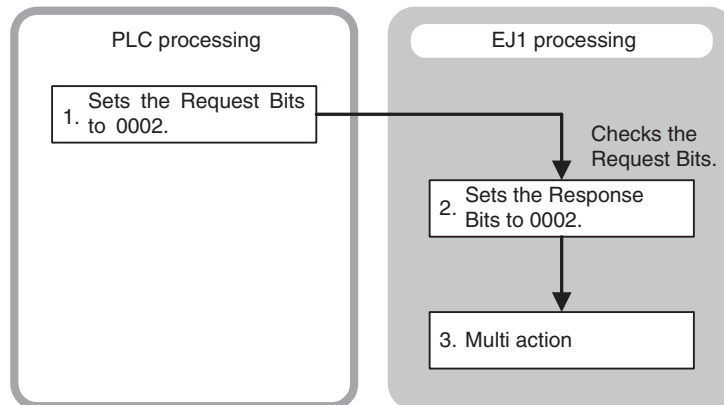 PLC processing
EJ1 processing
1. Sets the Request Bits
to 0002.
Checks the
Request Bits.
2. Sets the Response
Bits to 0002.
3. Multi action